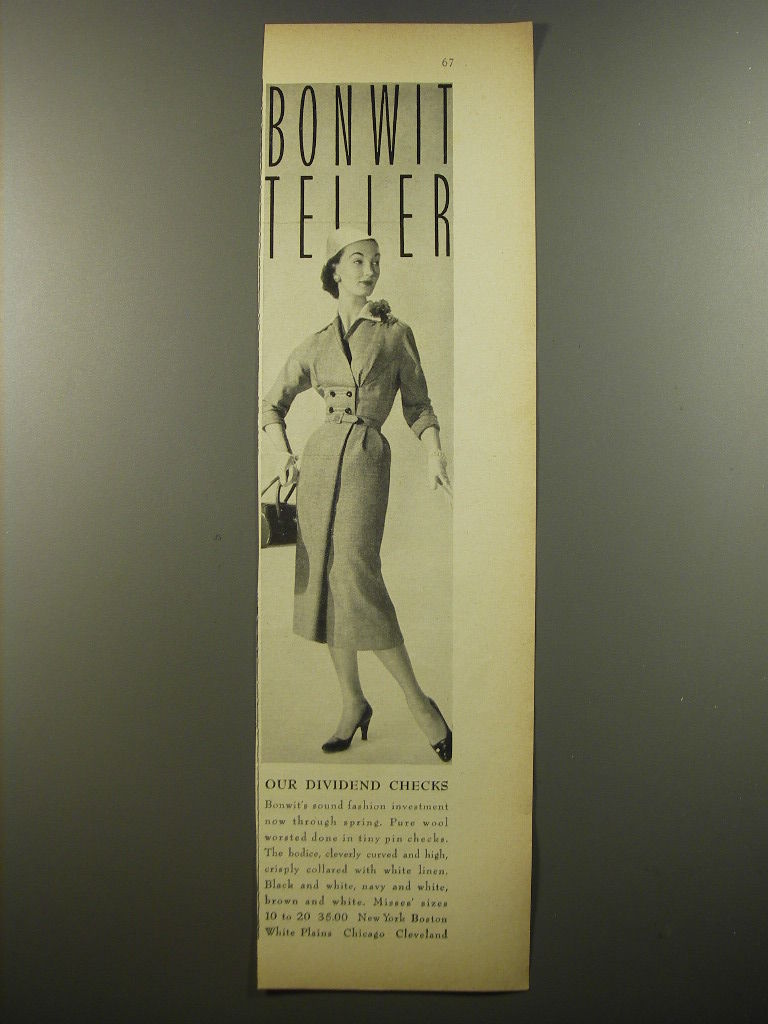 67
BONWIT
TELLER
OUR DIVIDEND CHECKS
Bonwit's sound fashion investment
now through spring. Pure wool
worsted done in tiny pin checks.
The bodice, cleverly curved and high,
crisply collared with white linen.
Black and white, navy and white,
brown and white. Misses' sizes
10 to 20 35.00 New York Boston
White Plains Chicago Cleveland